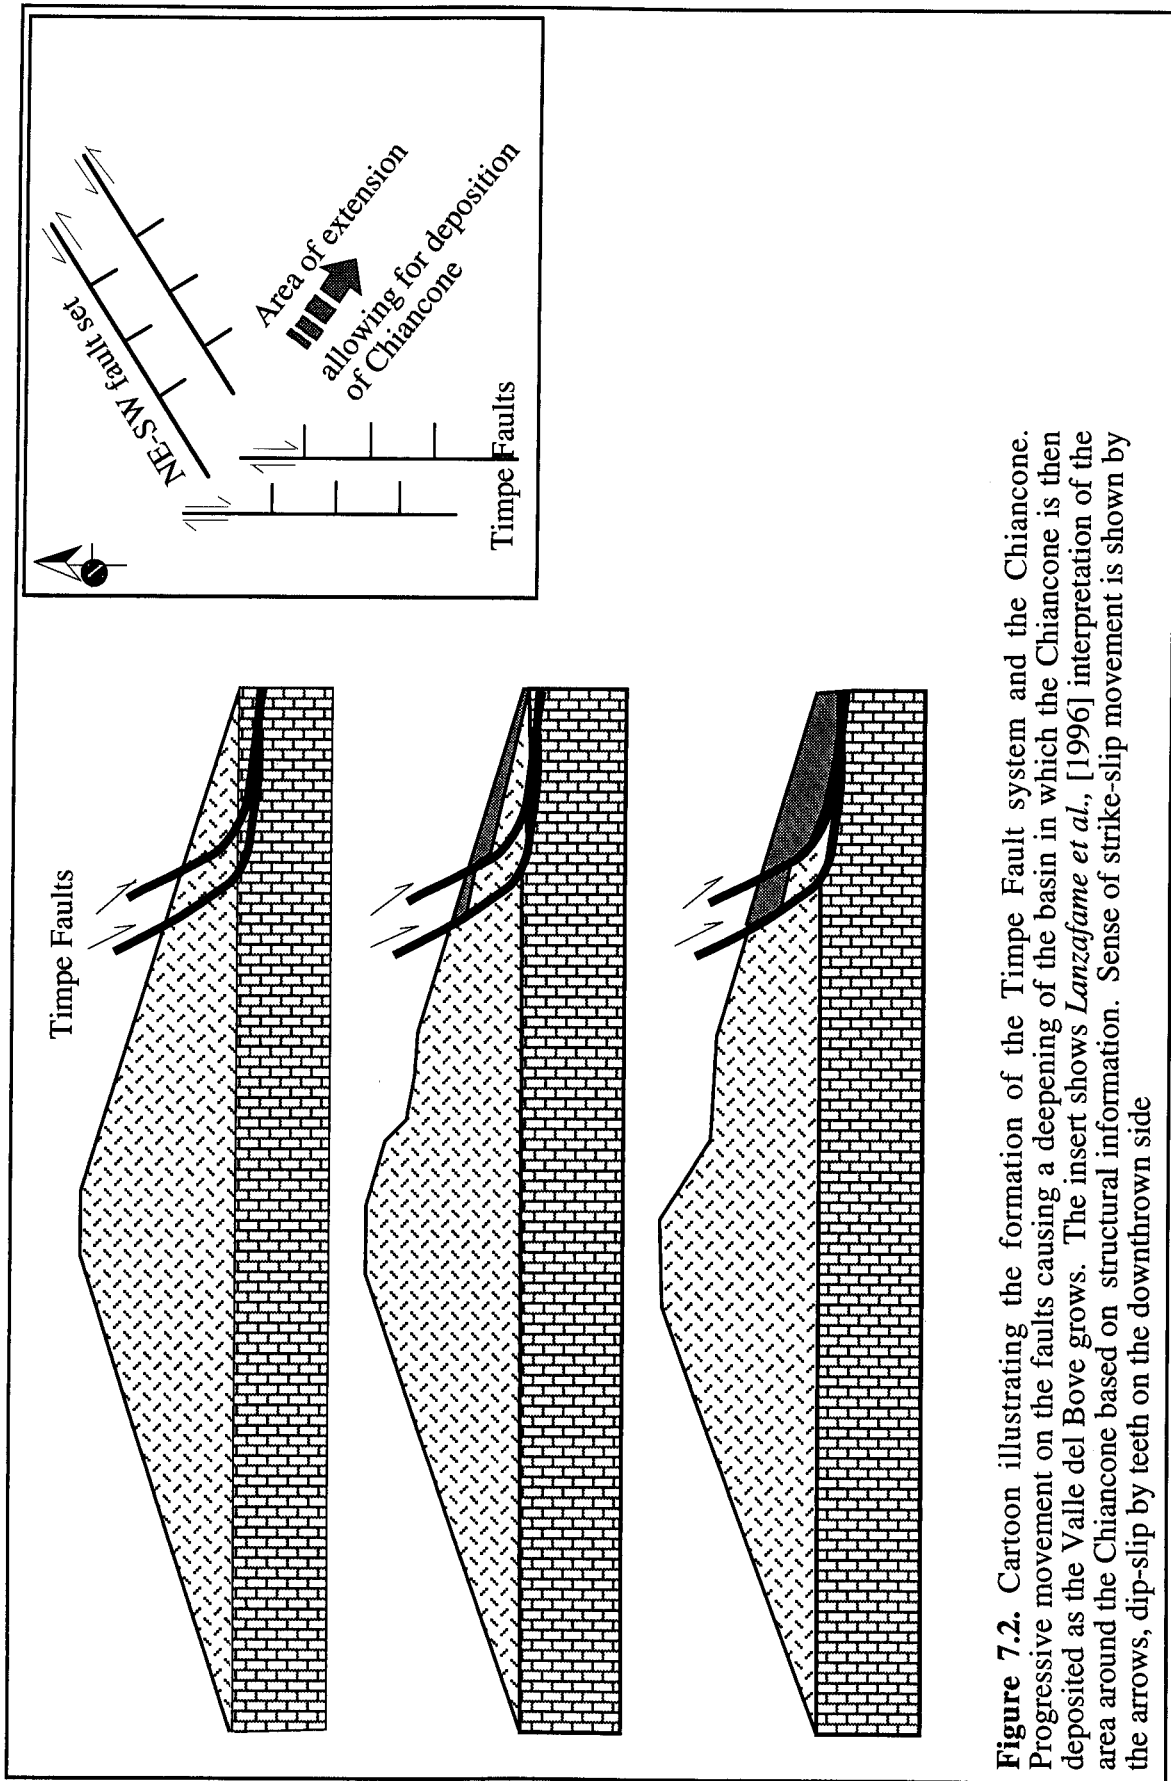 Timpe Faults
NE-SW fault set
Area of extension
allowing for deposition
of Chiancone
Timpe Faults
Figure 7.2. Cartoon illustrating the formation of the Timpe Fault system and the Chiancone.
Progressive movement on the faults causing a deepening of the basin in which the Chiancone is then
deposited as the Valle del Bove grows. The insert shows Lanzafame et al., [1996] interpretation of the
area around the Chiancone based on structural information. Sense of strike-slip movement is shown by
the arrows, dip-slip by teeth on the downthrown side